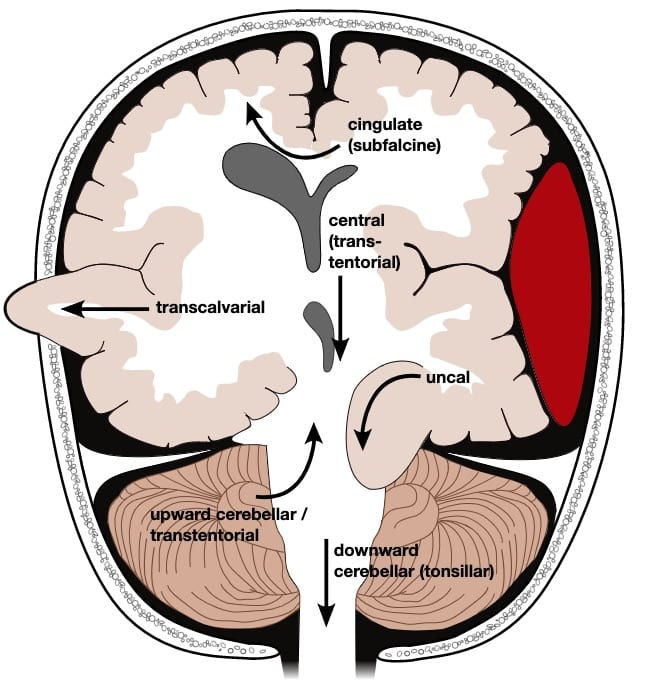 cingulate
(subfalcine)
central
(trans-
tentorial)
transcalvarial
uncal
upward cerebellar /
transtentorial
downward
cerebellar (tonsillar)